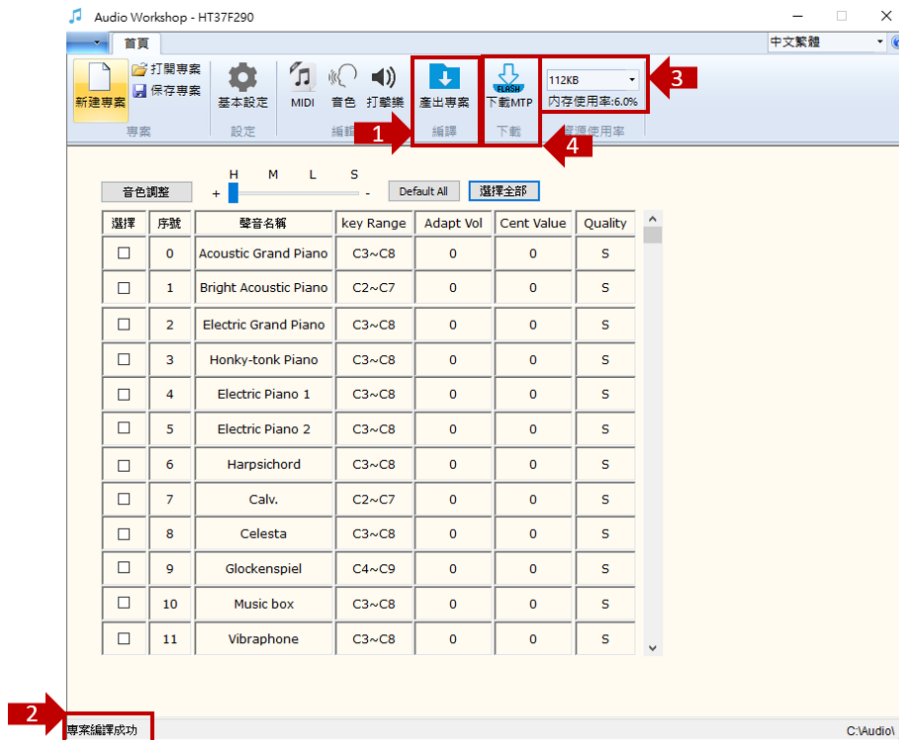 Audio Workshop - HT37F290
首頁
中文繁體
新建專案
打開專案
保存專案
基本設定
MIDI
音色
打擊樂
產出專案
FLASH
下載MTP
112KB
內存使用率:6.0%
3
專案
設定
1
編譯
下載
資源使用率
4
H M L S
音色調整 + - Default All 選擇全部
選擇 序號 聲音名稱 key Range Adapt Vol Cent Value Quality
0 Acoustic Grand Piano C3~C8 0 0 S
1 Bright Acoustic Piano C2~C7 0 0 S
2 Electric Grand Piano C3~C8 0 0 S
3 Honky-tonk Piano C3~C8 0 0 S
4 Electric Piano 1 C3~C8 0 0 S
5 Electric Piano 2 C3~C8 0 0 S
6 Harpsichord C3~C8 0 0 S
7 Calv. C2~C7 0 0 S
8 Celesta C3~C8 0 0 S
9 Glockenspiel C4~C9 0 0 S
10 Music box C3~C8 0 0 S
11 Vibraphone C3~C8 0 0 S
2
專案編譯成功
C:\Audio\